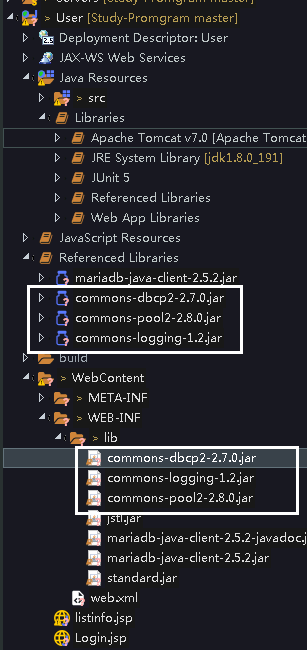 > Servers [Study-Promgram master]
> User [Study-Promgram master]
Deployment Descriptor: User
JAX-WS Web Services
Java Resources
> src
Libraries
Apache Tomcat v7.0 [Apache Tomcat
JRE System Library [jdk1.8.0_191]
JUnit 5
Referenced Libraries
Web App Libraries
JavaScript Resources
Referenced Libraries
mariadb-java-client-2.5.2.jar
commons-dbcp2-2.7.0.jar
commons-pool2-2.8.0.jar
commons-logging-1.2.jar
build
> WebContent
> META-INF
> WEB-INF
> lib
commons-dbcp2-2.7.0.jar
commons-logging-1.2.jar
commons-pool2-2.8.0.jar
jstl.jar
mariadb-java-client-2.5.2-javadoc.j
mariadb-java-client-2.5.2.jar
standard.jar
web.xml
listinfo.jsp
Login.jsp